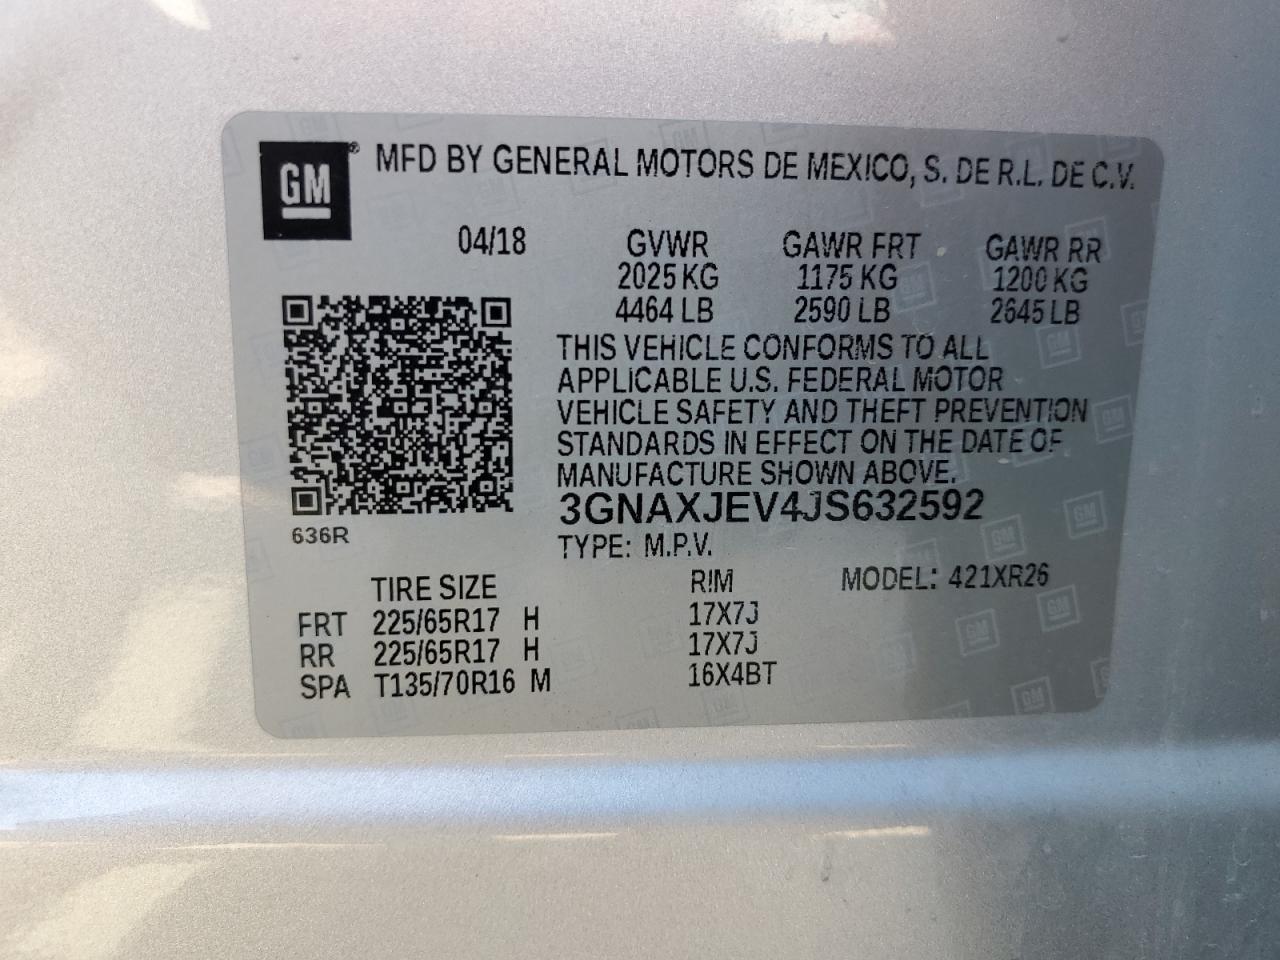 GM® MFD BY GENERAL MOTORS DE MEXICO, S. DE R.L. DE C.V.
04/18 GVWR GAWR FRT GAWR RR
2025 KG 1175 KG 1200 KG
4464 LB 2590 LB 2645 LB
THIS VEHICLE CONFORMS TO ALL
APPLICABLE U.S. FEDERAL MOTOR
VEHICLE SAFETY AND THEFT PREVENTION
STANDARDS IN EFFECT ON THE DATE OF
MANUFACTURE SHOWN ABOVE.
3GNAXJEV4JS632592
636R
TYPE: M.P.V.
TIRE SIZE RIM MODEL: 421XR26
FRT 225/65R17 H 17X7J
RR 225/65R17 H 17X7J
SPA T135/70R16 M 16X4BT